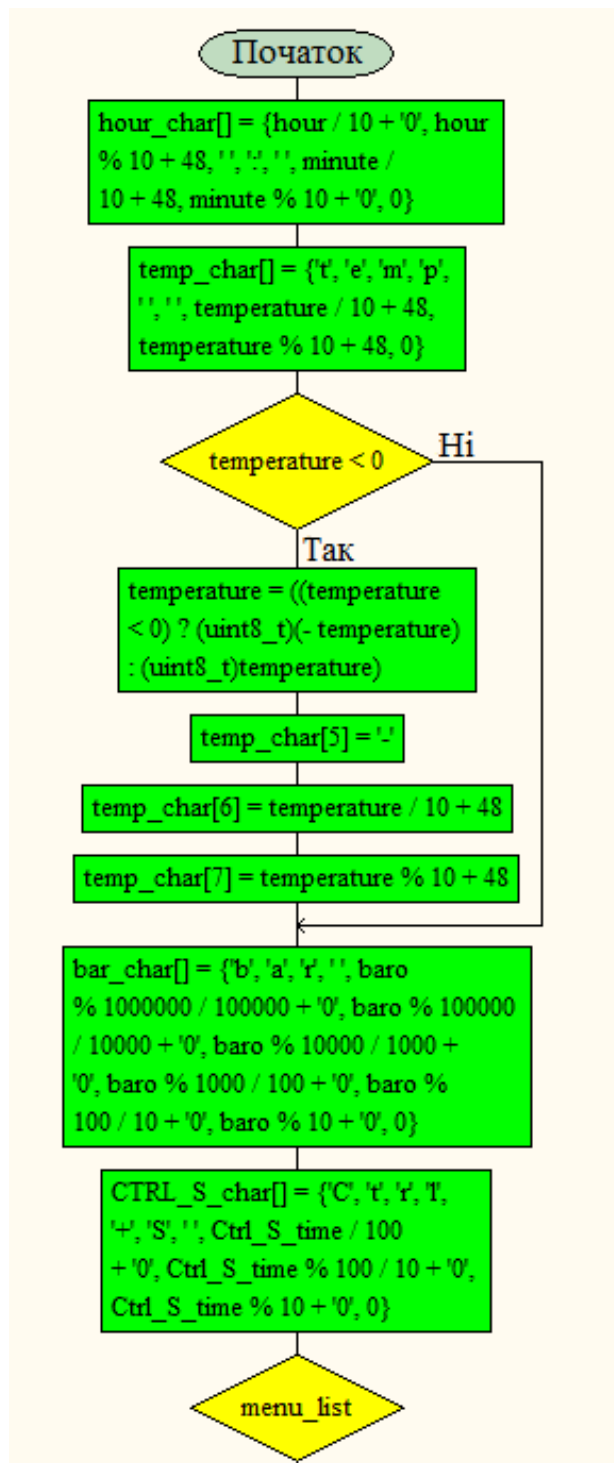 Початок
hour_char[] = {hour / 10 + '0', hour
% 10 + 48, ' ', ':', ' ', minute /
10 + 48, minute % 10 + '0', 0}
temp_char[] = {'t', 'e', 'm', 'p',
' ', ' ', temperature / 10 + 48,
temperature % 10 + 48, 0}
temperature < 0
Ні
Так
temperature = ((temperature
< 0) ? (uint8_t)(- temperature)
: (uint8_t)temperature)
temp_char[5] = '-'
temp_char[6] = temperature / 10 + 48
temp_char[7] = temperature % 10 + 48
bar_char[] = {'b', 'a', 'r', ' ', baro
% 1000000 / 100000 + '0', baro % 100000
/ 10000 + '0', baro % 10000 / 1000 +
'0', baro % 1000 / 100 + '0', baro %
100 / 10 + '0', baro % 10 + '0', 0}
CTRL_S_char[] = {'C', 't', 'r', 'l',
'+', 'S', ' ', Ctrl_S_time / 100
+ '0', Ctrl_S_time % 100 / 10 + '0',
Ctrl_S_time % 10 + '0', 0}
menu_list